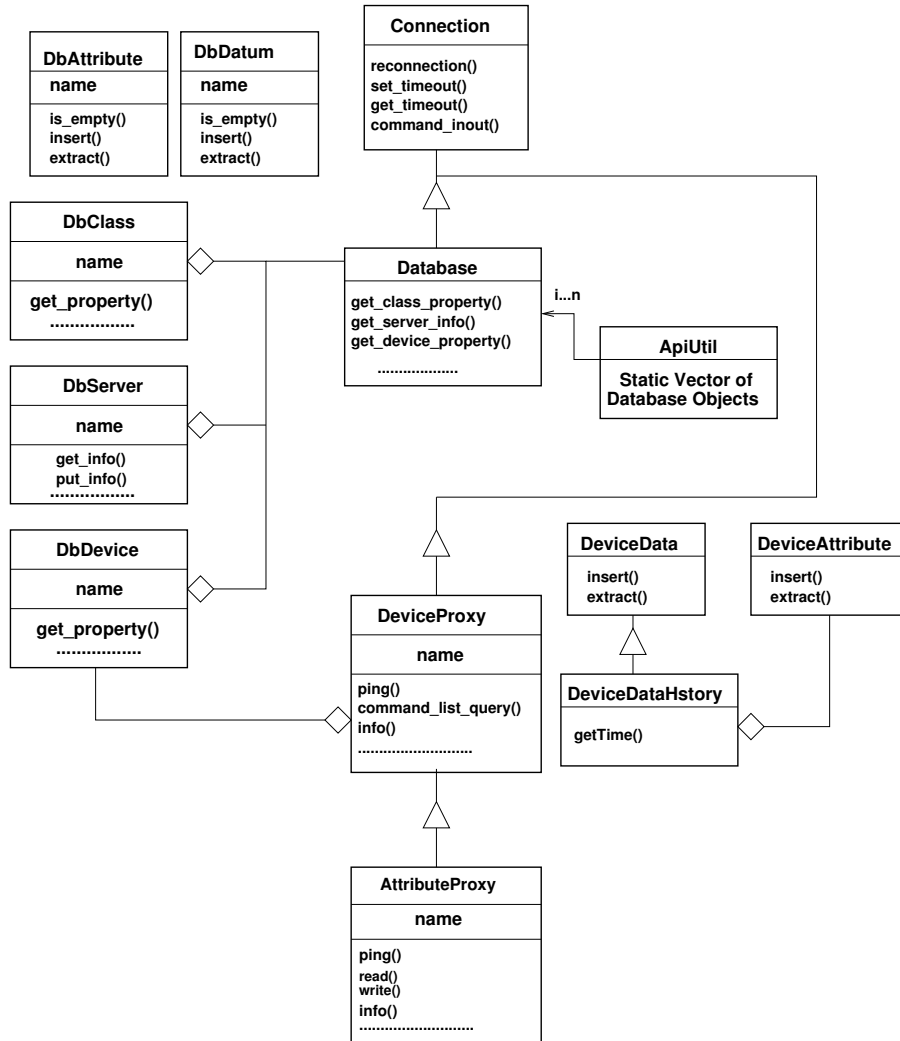 DbAttribute
name
is_empty()
insert()
extract()
DbDatum
name
is_empty()
insert()
extract()
Connection
reconnection()
set_timeout()
get_timeout()
command_inout()
DbClass
name
get_property()
..................
Database
get_class_property()
get_server_info()
get_device_property()
...................
i...n
ApiUtil
Static Vector of
Database Objects
DbServer
name
get_info()
put_info()
..................
DbDevice
name
get_property()
..................
DeviceProxy
name
ping()
command_list_query()
info()
...........................
DeviceData
insert()
extract()
DeviceAttribute
insert()
extract()
DeviceDataHstory
getTime()
AttributeProxy
name
ping()
read()
write()
info()
...........................